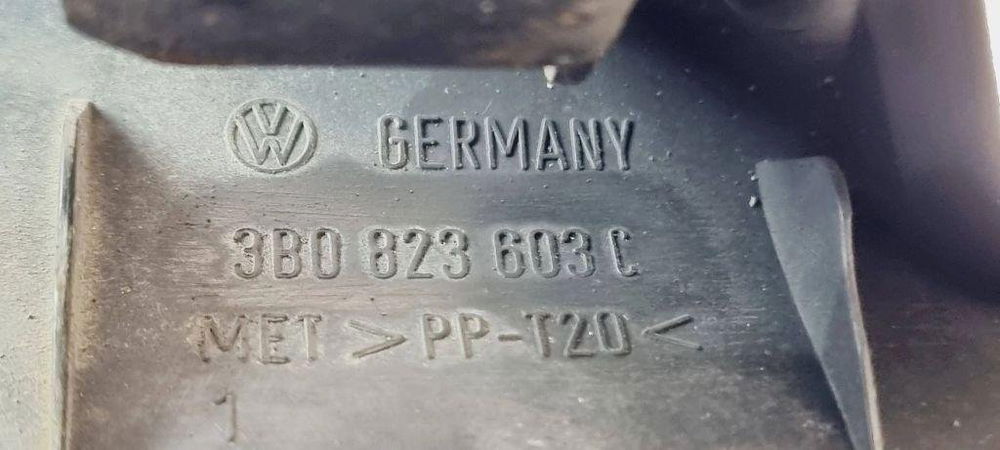 VW GERMANY
3B0 823 603 C
MET >PP-T20<
1